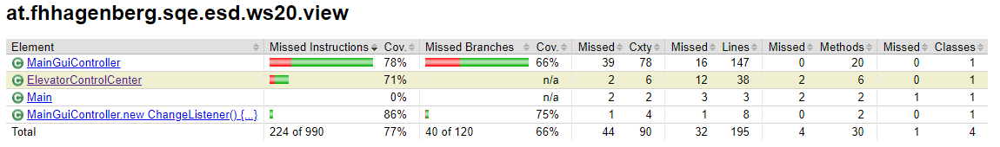 at.fhhagenberg.sqe.esd.ws20.view
Element Missed Instructions Cov. Missed Branches Cov. Missed Cxty Missed Lines Missed Methods Missed Classes
MainGuiController 78% 66% 39 78 16 147 0 20 0 1
ElevatorControlCenter 71% n/a 2 6 12 38 2 6 0 1
Main 0% n/a 2 2 3 3 2 2 1 1
MainGuiController.new ChangeListener() {...} 86% 75% 1 4 1 8 0 2 0 1
Total 224 of 990 77% 40 of 120 66% 44 90 32 195 4 30 1 4